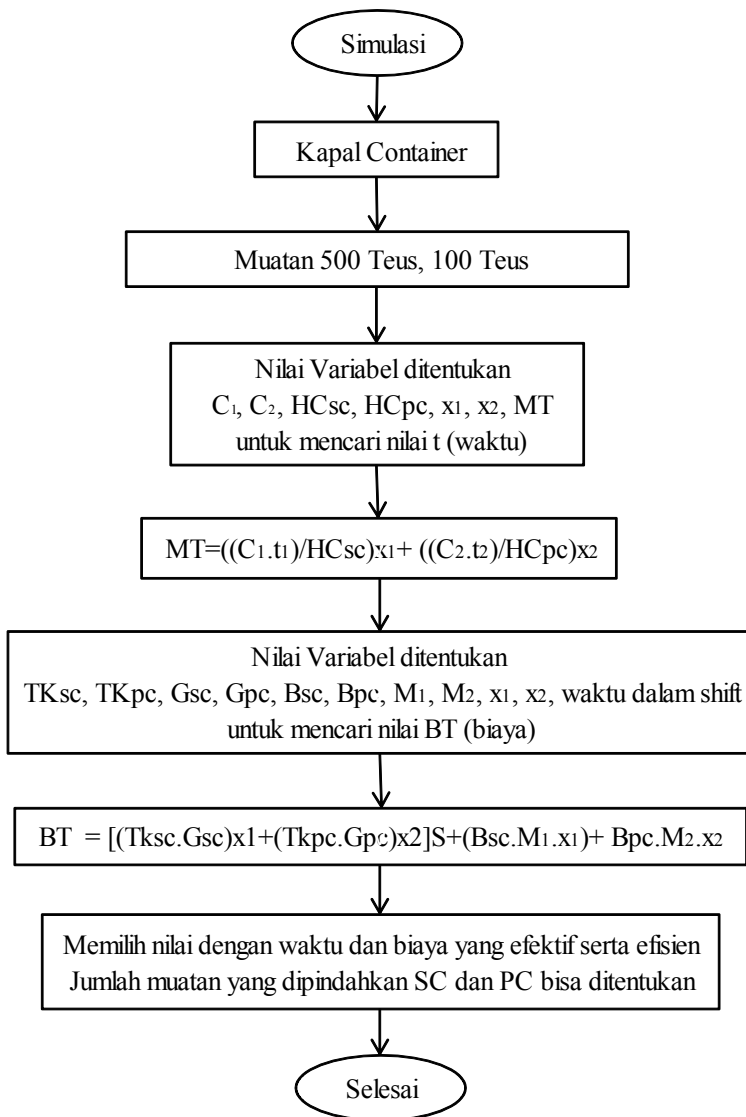 Simulasi
Kapal Container
Muatan 500 Teus, 100 Teus
Nilai Variabel ditentukan
C₁, C₂, HCsc, HCpc, x₁, x₂, MT
untuk mencari nilai t (waktu)
MT=((C₁.t₁)/HCsc)x₁+ ((C₂.t₂)/HCpc)x₂
Nilai Variabel ditentukan
TKsc, TKpc, Gsc, Gpc, Bsc, Bpc, M₁, M₂, x₁, x₂, waktu dalam shift
untuk mencari nilai BT (biaya)
BT = [(Tksc.Gsc)x1+(Tkpc.Gpc)x2]S+(Bsc.M₁.x₁)+ Bpc.M₂.x₂
Memilih nilai dengan waktu dan biaya yang efektif serta efisien
Jumlah muatan yang dipindahkan SC dan PC bisa ditentukan
Selesai